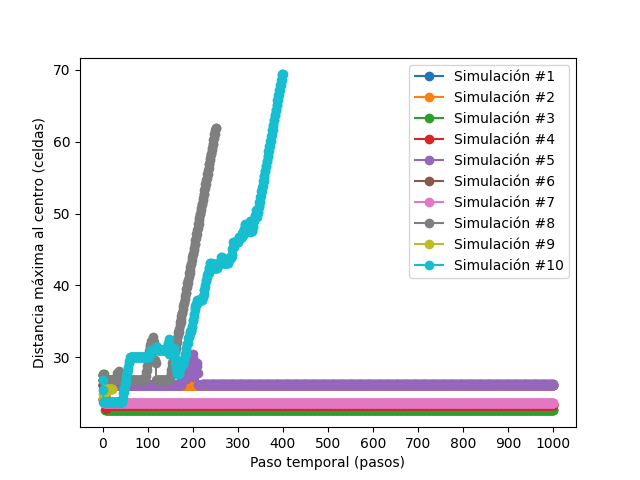 70
60
50
40
30
Distancia máxima al centro (celdas)
0 100 200 300 400 500 600 700 800 900 1000
Paso temporal (pasos)
Simulación #1
Simulación #2
Simulación #3
Simulación #4
Simulación #5
Simulación #6
Simulación #7
Simulación #8
Simulación #9
Simulación #10